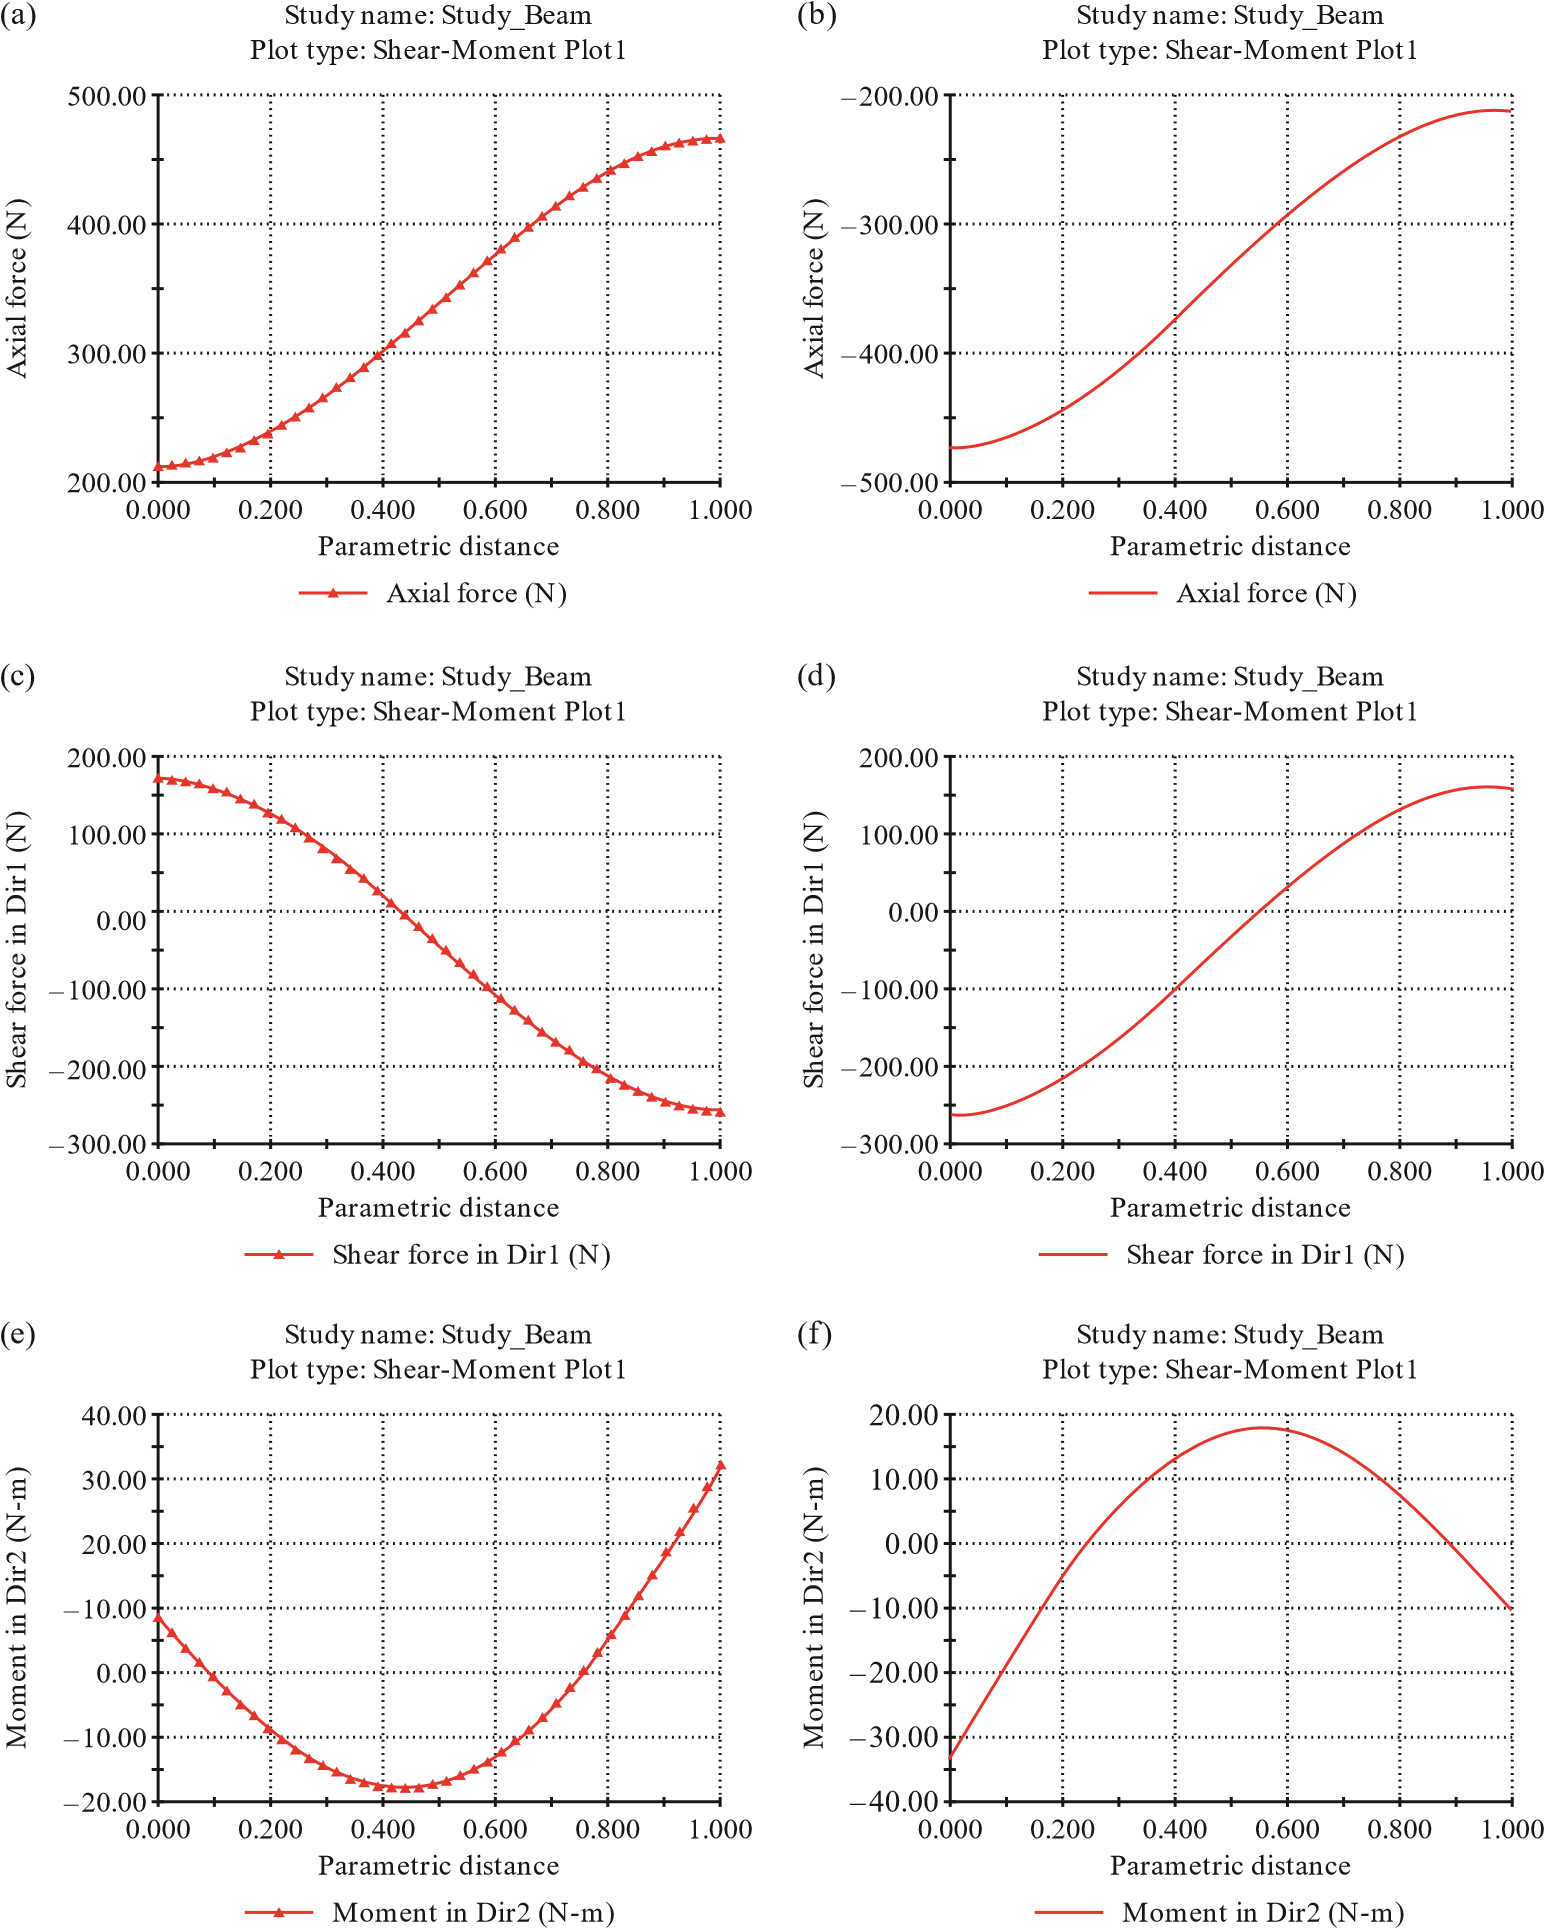 (a)
Study name: Study_Beam
Plot type: Shear-Moment Plot1
500.00
400.00
300.00
200.00
Axial force (N)
0.000 0.200 0.400 0.600 0.800 1.000
Parametric distance
Axial force (N)
(b)
Study name: Study_Beam
Plot type: Shear-Moment Plot1
−200.00
−300.00
−400.00
−500.00
Axial force (N)
0.000 0.200 0.400 0.600 0.800 1.000
Parametric distance
Axial force (N)
(c)
Study name: Study_Beam
Plot type: Shear-Moment Plot1
200.00
100.00
0.00
−100.00
−200.00
−300.00
Shear force in Dir1 (N)
0.000 0.200 0.400 0.600 0.800 1.000
Parametric distance
Shear force in Dir1 (N)
(d)
Study name: Study_Beam
Plot type: Shear-Moment Plot1
200.00
100.00
0.00
−100.00
−200.00
−300.00
Shear force in Dir1 (N)
0.000 0.200 0.400 0.600 0.800 1.000
Parametric distance
Shear force in Dir1 (N)
(e)
Study name: Study_Beam
Plot type: Shear-Moment Plot1
40.00
30.00
20.00
−10.00
0.00
−10.00
−20.00
Moment in Dir2 (N-m)
0.000 0.200 0.400 0.600 0.800 1.000
Parametric distance
Moment in Dir2 (N-m)
(f)
Study name: Study_Beam
Plot type: Shear-Moment Plot1
20.00
10.00
0.00
−10.00
−20.00
−30.00
−40.00
Moment in Dir2 (N-m)
0.000 0.200 0.400 0.600 0.800 1.000
Parametric distance
Moment in Dir2 (N-m)